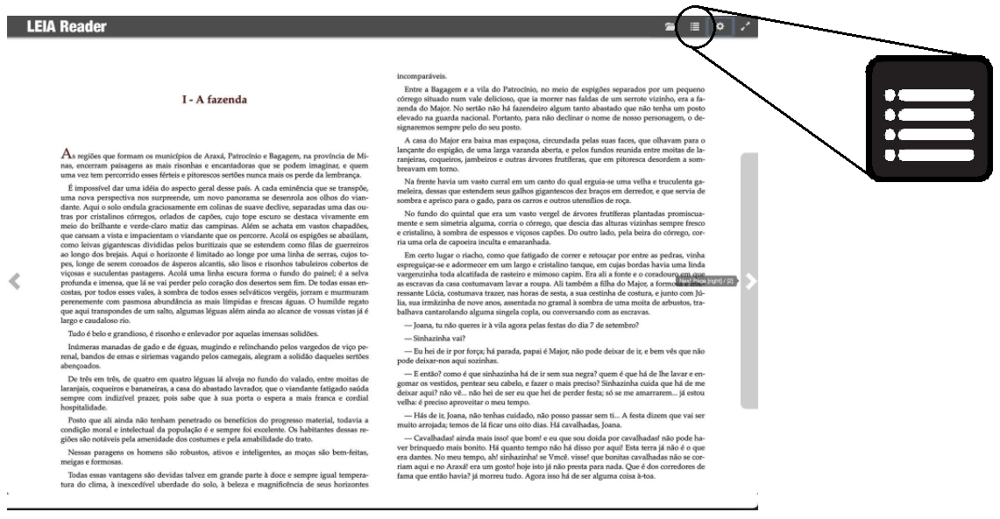 LEIA Reader
I - A fazenda
As regiões que formam os municípios de Araxá, Patrocínio e Bagagem, na província de Mi-
nas, encerram paisagens as mais risonhas e encantadoras que se podem imaginar, e quem
uma vez tem percorrido esses férteis e pitorescos sertões nunca mais os perde da lembrança.
É impossível dar uma idéia do aspecto geral desse país. A cada eminência que se transpõe,
uma nova perspectiva nos surpreende, um novo panorama se desenrola aos olhos do vian-
dante. Aqui o solo ondula graciosamente em colinas de suave declive, separadas uma das ou-
tras por cristalinos córregos, orlados de capões, cujo tope escuro se destaca vivamente em
meio do brilhante e verde-claro matiz das campinas. Além se achata em vastos chapadões,
que cansam a vista e impacientam o viandante que os percorre. Acolá os espigões se abaúlam,
como leivas gigantescas divididas pelos buritizais que se estendem como filas de guerreiros
ao longo dos brejais. Aqui o horizonte é limitado ao longe por uma linha de serras, cujos to-
pes, longe de serem coroados de ásperos alcantis, são lisos e risonhos tabuleiros cobertos de
viçosas e suculentas pastagens. Acolá uma linha escura forma o fundo do painel; é a selva
profunda e imensa, que lá se vai perder pelo coração dos desertos sem fim. De todas essas en-
costas, por todos esses vales, à sombra de todos esses selváticos vergéis, jorram e murmuram
perenemente com pasmosa abundância as mais límpidas e frescas águas. O humilde regato
que aqui transpondes de um salto, algumas léguas além ainda ao alcance de vossas vistas já é
largo e caudaloso rio.
Tudo é belo e grandioso, é risonho e enlevador por aquelas imensas solidões.
Inúmeras manadas de gado e de éguas, mugindo e relinchando pelos vargedos de viço pe-
renal, bandos de emas e siriemas vagando pelos camegais, alegram a solidão daqueles sertões
abençoados.
De três em três, de quatro em quatro léguas lá alveja no fundo do valado, entre moitas de
laranjais, coqueiros e bananeiras, a casa do abastado lavrador, que o viandante fatigado saúda
sempre com indizível prazer, pois sabe que à sua porta o espera a mais franca e cordial
hospitalidade.
Posto que ali ainda não tenham penetrado os benefícios do progresso material, todavia a
condição moral e intelectual da população é e sempre foi excelente. Os habitantes dessas re-
giões são notáveis pela amenidade dos costumes e pela amabilidade do trato.
Nessas paragens os homens são robustos, ativos e inteligentes, as moças são bem-feitas,
meigas e formosas.
Todas essas vantagens são devidas talvez em grande parte à doce e sempre igual tempera-
tura do clima, à inexcedível uberdade do solo, à beleza e magnificência de seus horizontes
incomparáveis.
Entre a Bagagem e a vila do Patrocínio, no meio de espigões separados por um pequeno
córrego situado num vale delicioso, que ia morrer nas faldas de um serrote vizinho, era a fa-
zenda do Major. No sertão não há fazendeiro algum tanto abastado que não tenha um posto
elevado na guarda nacional. Portanto, para não declinar o nome de nosso personagem, o de-
signaremos sempre pelo do seu posto.
A casa do Major era baixa mas espaçosa, circundada pelas suas faces, que olhavam para o
lançante do espigão, de uma larga varanda aberta, e pelos fundos reunida entre moitas de la-
ranjeiras, coqueiros, jambeiros e outras árvores frutíferas, que em pitoresca desordem a som-
breavam em torno.
Na frente havia um vasto curral em um canto do qual erguia-se uma velha e truculenta ga-
meleira, dessas que estendem seus galhos gigantescos dez braços em derredor, e que servia de
sombra e aprisco para o gado, para os carros e outros utensílios de roça.
No fundo do quintal que era um vasto vergel de árvores frutíferas plantadas promiscua-
mente e sem simetria alguma, corria o córrego, que descia das alturas vizinhas sempre fresco
e cristalino, à sombra de espessos e viçosos capões. Do outro lado, pela beira do córrego, cor-
ria uma orla de capoeira inculta e emaranhada.
Em certo lugar o riacho, como que fatigado de correr e retouçar por entre as pedras, vinha
espreguiçar-se e adormecer em um largo e cristalino tanque, em cujas bordas havia uma linda
vargenzinha toda alcatifada de rasteiro e mimoso capim. Era ali a fonte e o coradouro em que
as escravas da casa costumavam lavar a roupa. Ali também a filha do Major, a formosa e inte-
ressante Lúcia, costumava trazer, nas horas de sesta, a sua cestinha de costura, e junto com Jú-
lia, sua irmãzinha de nove anos, assentada no gramal à sombra de uma moita de arbustos, tra-
balhava cantarolando alguma singela copla, ou conversando com as escravas.
Next Page [right] / [2]
— Joana, tu não queres ir à vila agora pelas festas do dia 7 de setembro?
— Sinhazinha vai?
— Eu hei de ir por força; há parada, papai é Major, não pode deixar de ir, e bem vês que não
pode deixar-nos aqui sozinhas.
— E então? como é que sinhazinha há de ir sem sua negra? quem é que há de lhe lavar e en-
gomar os vestidos, pentear seu cabelo, e fazer o mais preciso? Sinhazinha cuida que há de me
deixar aqui? não vê... não hei de ser eu que hei de perder festa; só se me amarrarem... já estou
velha: é preciso aproveitar o meu tempo.
— Hás de ir, Joana, não tenhas cuidado, não posso passar sem ti... A festa dizem que vai ser
muito arrojada; temos de lá ficar uns oito dias. Há cavalhadas, Joana.
— Cavalhadas! ainda mais isso! que bom! e eu que sou doida por cavalhadas! não pode ha-
ver brinquedo mais bonito. Há quanto tempo não há disso por aqui! Esta terra já não é o que
era dantes. No meu tempo, ah! sinhazinha! se Vmcê. visse! que bonitas cavalhadas não se cor-
riam aqui e no Araxá! era um gosto! hoje isto já não presta para nada. Que é dos corredores de
fama que então havia? já morreu tudo. Agora isso há de ser alguma coisa à-toa.